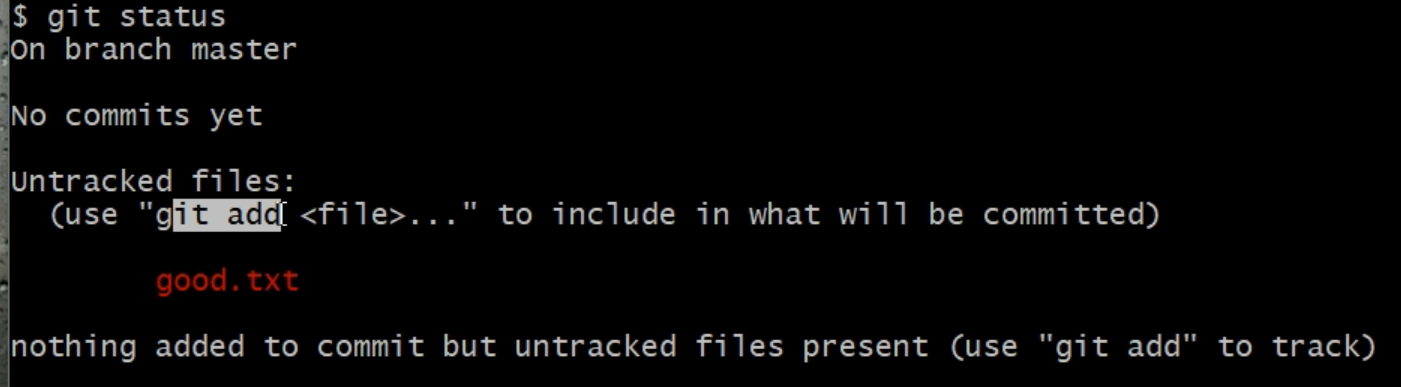 $ git status
On branch master
No commits yet
Untracked files:
(use "git add <file>..." to include in what will be committed)
good.txt
nothing added to commit but untracked files present (use "git add" to track)